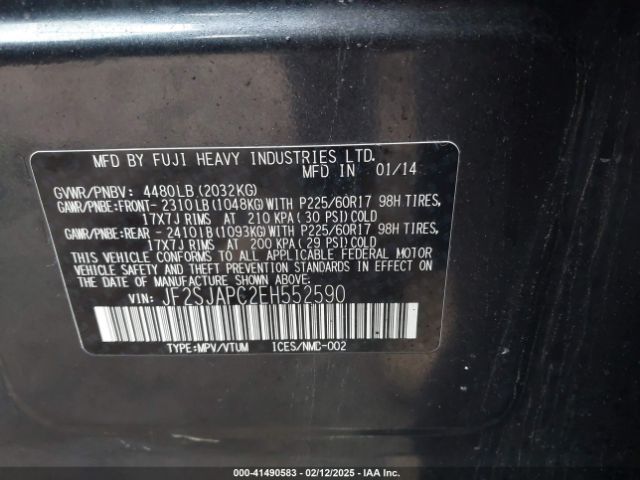 MFD BY FUJI HEAVY INDUSTRIES LTD.
MFD IN 01/14
GVWR/PNBV: 4480LB(2032KG)
GAWR/PNBE:FRONT- 2310LB(1048KG)WITH P225/60R17 98H TIRES,
17X7J RIMS AT 210 KPA(30 PSI)COLD
GAWR/PNBE:REAR - 2410LB(1093KG)WITH P225/60R17 98H TIRES,
17X7J RIMS AT 200 KPA(29 PSI)COLD
THIS VEHICLE CONFORMS TO ALL APPLICABLE FEDERAL MOTOR
VEHICLE SAFETY, BUMPER, AND THEFT PREVENTION STANDARDS IN EFFECT ON
THE DATE OF MANUFACTURE SHOWN ABOVE.
VIN: JF2SJAPC2EH552590
TYPE:MPV/VTUM ICES/NMC-002
000-41490583 - 02/12/2025 - IAA Inc.